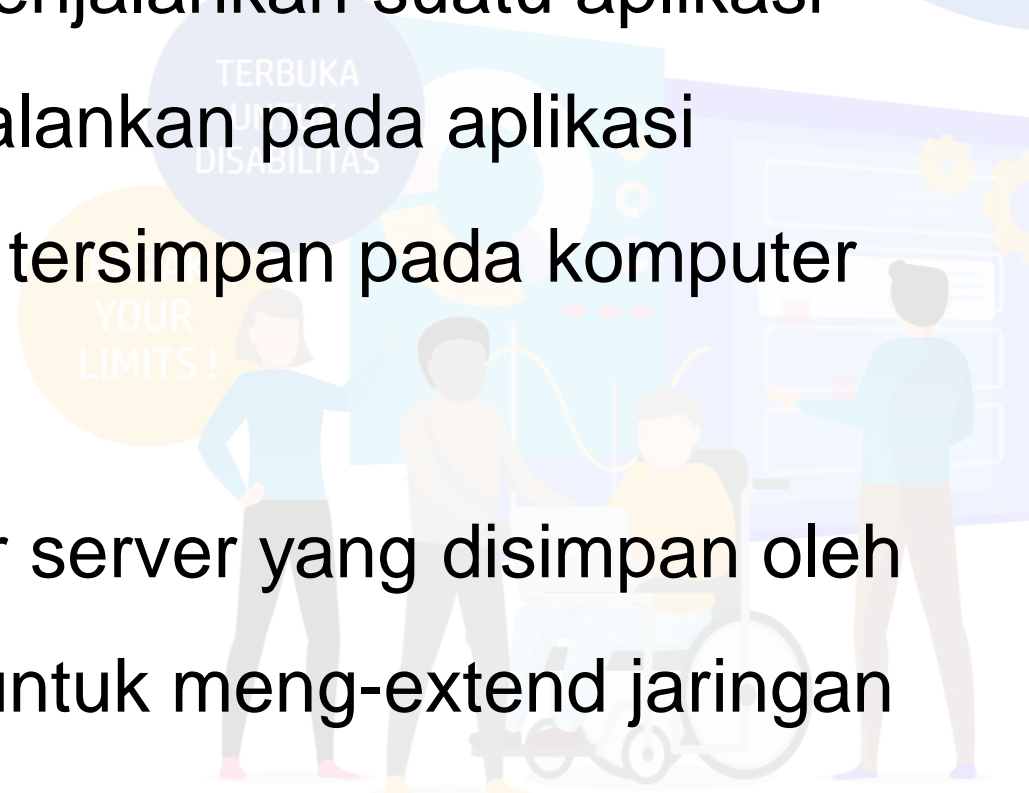 enjalankan suatu aplikasi
TERBUKA
UNTUK
DISABILITAS
alankan pada aplikasi
tersimpan pada komputer
YOUR
LIMITS !
server yang disimpan oleh
untuk meng-extend jaringan